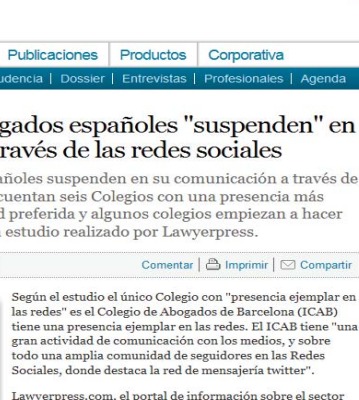 Publicaciones Productos Corporativa
udencia Dossier Entrevistas Profesionales Agenda
gados españoles "suspenden" en
ravés de las redes sociales
añoles suspenden en su comunicación a través de
cuentan seis Colegios con una presencia más
d preferida y algunos colegios empiezan a hacer
estudio realizado por Lawyerpress.
Comentar Imprimir Compartir
Según el estudio el único Colegio con "presencia ejemplar en
las redes" es el Colegio de Abogados de Barcelona (ICAB)
tiene una presencia ejemplar en las redes. El ICAB tiene "una
gran actividad de comunicación con los medios, y sobre
todo una amplia comunidad de seguidores en las Redes
Sociales, donde destaca la red de mensajería twitter".
Lawyerpress.com, el portal de información sobre el sector